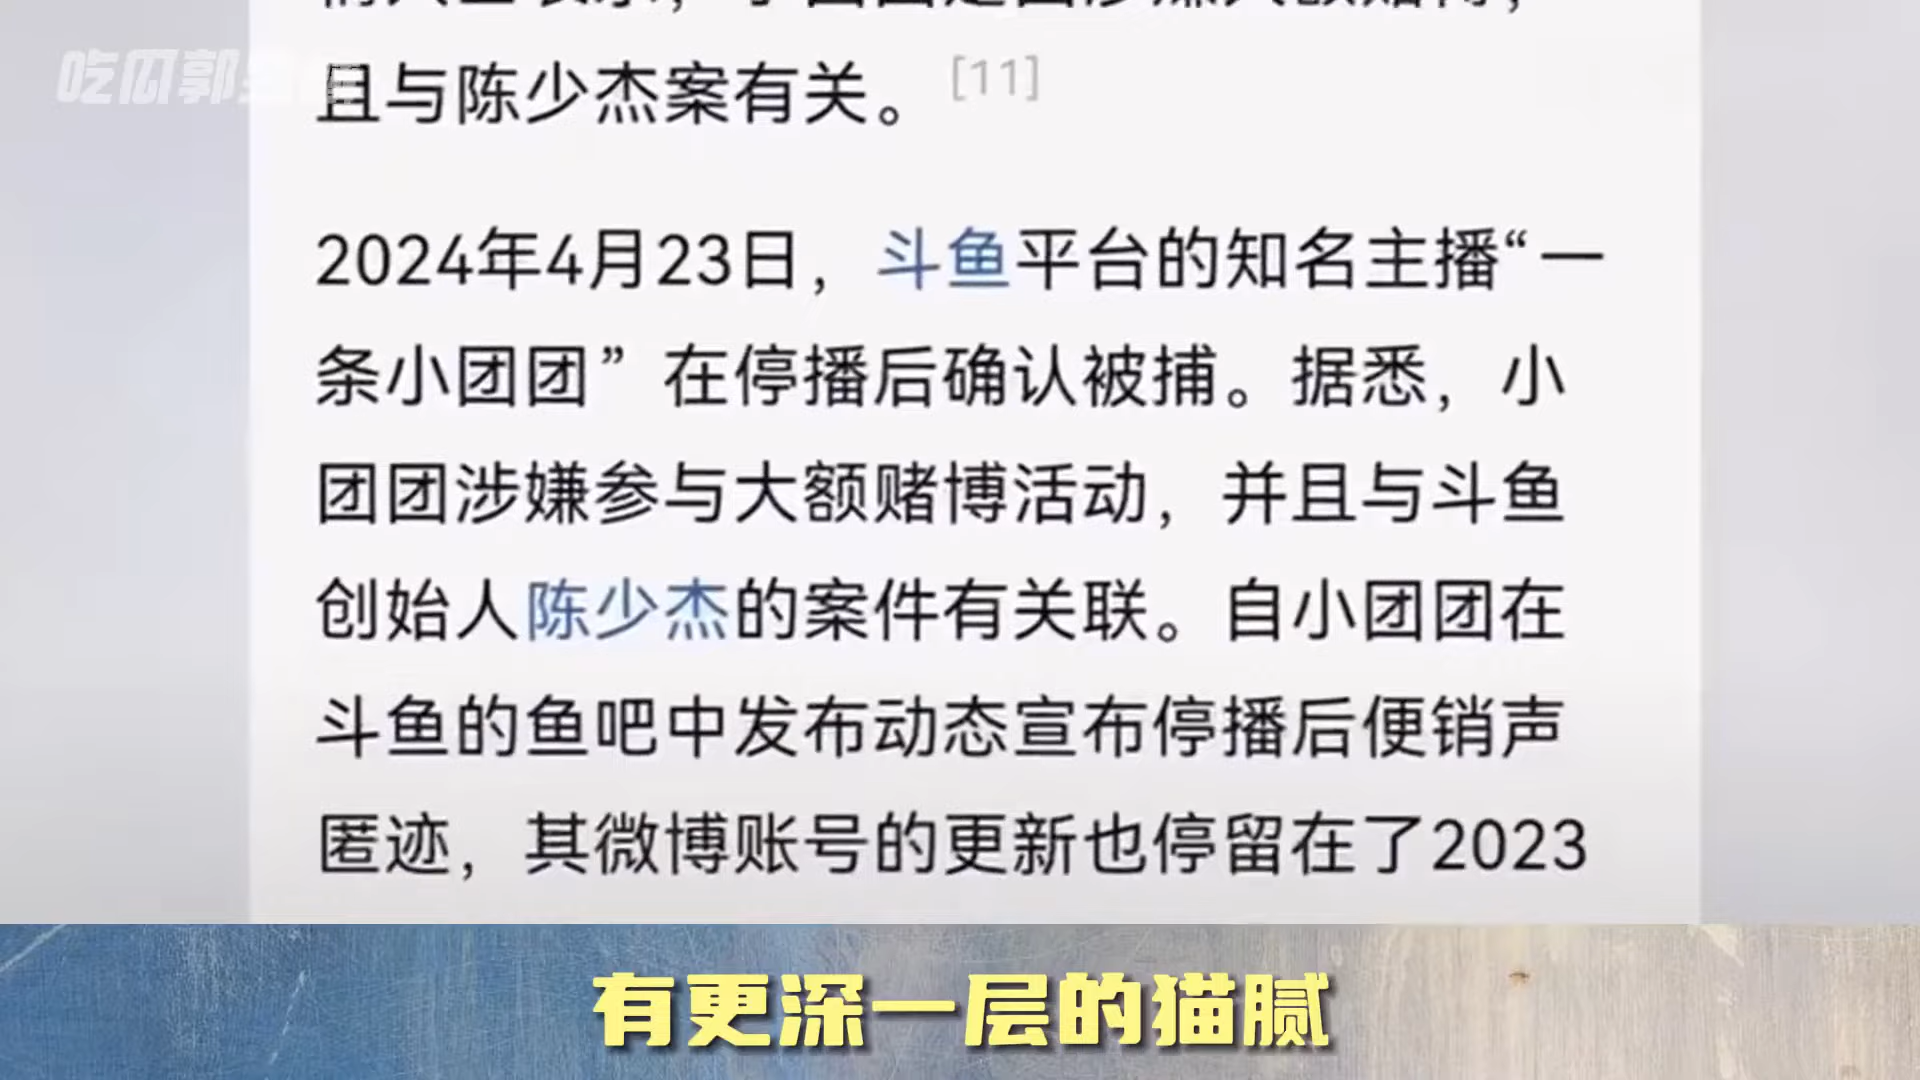 吃瓜郭
且与陈少杰案有关。 [11]
2024年4月23日，斗鱼平台的知名主播“一
条小团团”在停播后确认被捕。据悉，小
团团涉嫌参与大额赌博活动，并且与斗鱼
创始人陈少杰的案件有关联。自小团团在
斗鱼的鱼吧中发布动态宣布停播后便销声
匿迹，其微博账号的更新也停留在了2023
有更深一层的猫腻